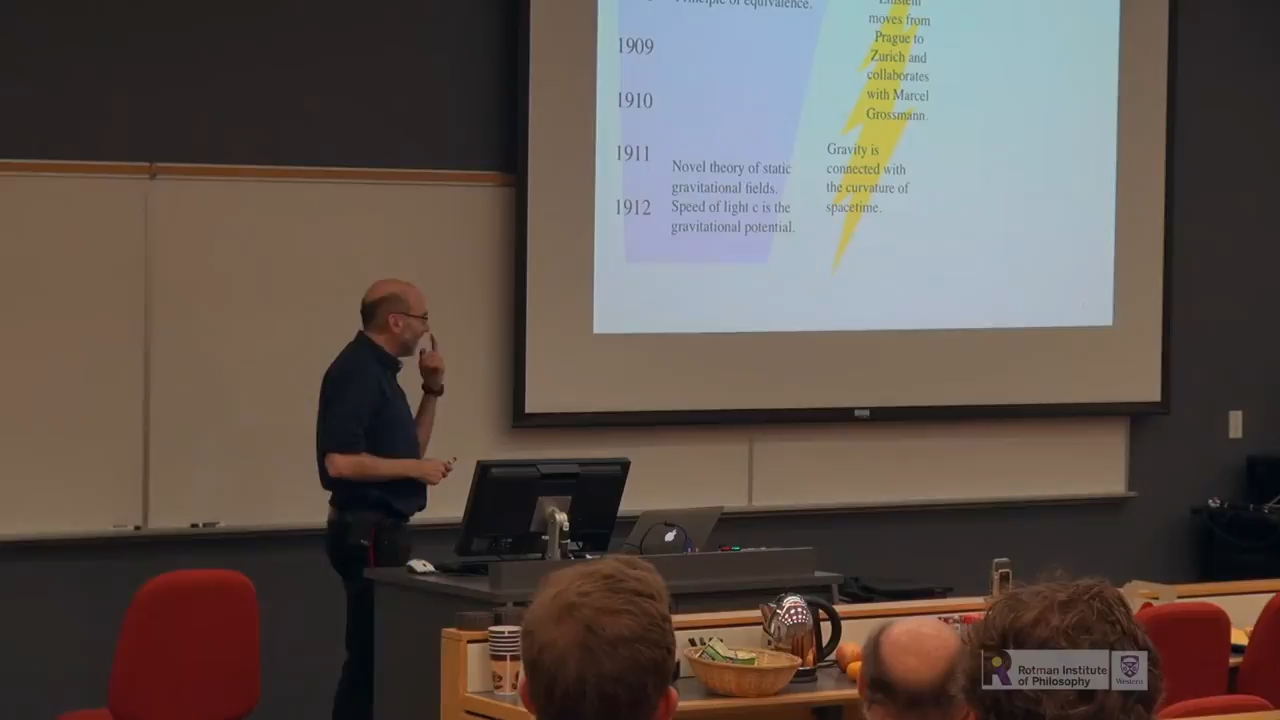 Principle of equivalence.
1909
1910
1911
Novel theory of static
gravitational fields.
1912
Speed of light c is the
gravitational potential.
Einstein
moves from
Prague to
Zurich and
collaborates
with Marcel
Grossmann.
Gravity is
connected with
the curvature of
spacetime.
Rotman Institute
of Philosophy
Western